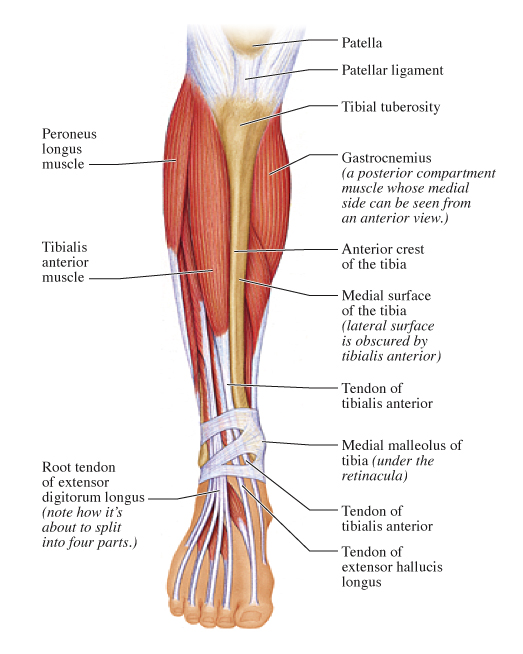 Patella
Patellar ligament
Tibial tuberosity
Peroneus
longus
muscle
Gastrocnemius
(a posterior compartment
muscle whose medial
side can be seen from
an anterior view.)
Tibialis
anterior
muscle
Anterior crest
of the tibia
Medial surface
of the tibia
(lateral surface
is obscured by
tibialis anterior)
Tendon of
tibialis anterior
Medial malleolus of
tibia (under the
retinacula)
Root tendon
of extensor
digitorum longus
(note how it's
about to split
into four parts.)
Tendon of
tibialis anterior
Tendon of
extensor hallucis
longus